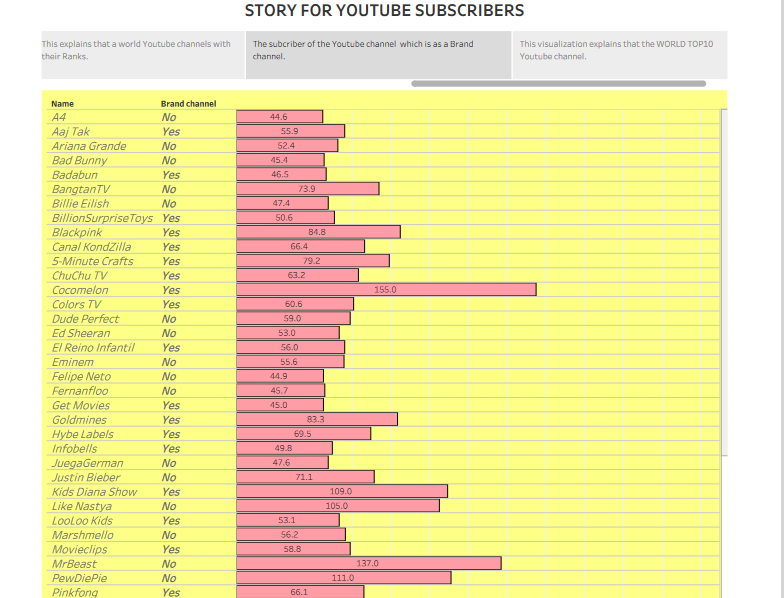 STORY FOR YOUTUBE SUBSCRIBERS
This explains that a world Youtube channels with
their Ranks.
The subcriber of the Youtube channel which is as a Brand
channel.
This visualization explains that the WORLD TOP10
Youtube channel.
Name Brand channel
A4 No 44.6
Aaj Tak Yes 55.9
Ariana Grande No 52.4
Bad Bunny No 45.4
Badabun Yes 46.5
BangtanTV No 73.9
Billie Eilish No 47.4
BillionSurpriseToys Yes 50.6
Blackpink Yes 84.8
Canal KondZilla Yes 66.4
5-Minute Crafts Yes 79.2
ChuChu TV Yes 63.2
Cocomelon Yes 155.0
Colors TV Yes 60.6
Dude Perfect No 59.0
Ed Sheeran No 53.0
El Reino Infantil Yes 56.0
Eminem No 55.6
Felipe Neto No 44.9
Fernanfloo No 45.7
Get Movies Yes 45.0
Goldmines Yes 83.3
Hybe Labels Yes 69.5
Infobells Yes 49.8
JuegaGerman No 47.6
Justin Bieber No 71.1
Kids Diana Show Yes 109.0
Like Nastya No 105.0
LooLoo Kids Yes 53.1
Marshmello No 56.2
Movieclips Yes 58.8
MrBeast No 137.0
PewDiePie No 111.0
Pinkfong Yes 66.1